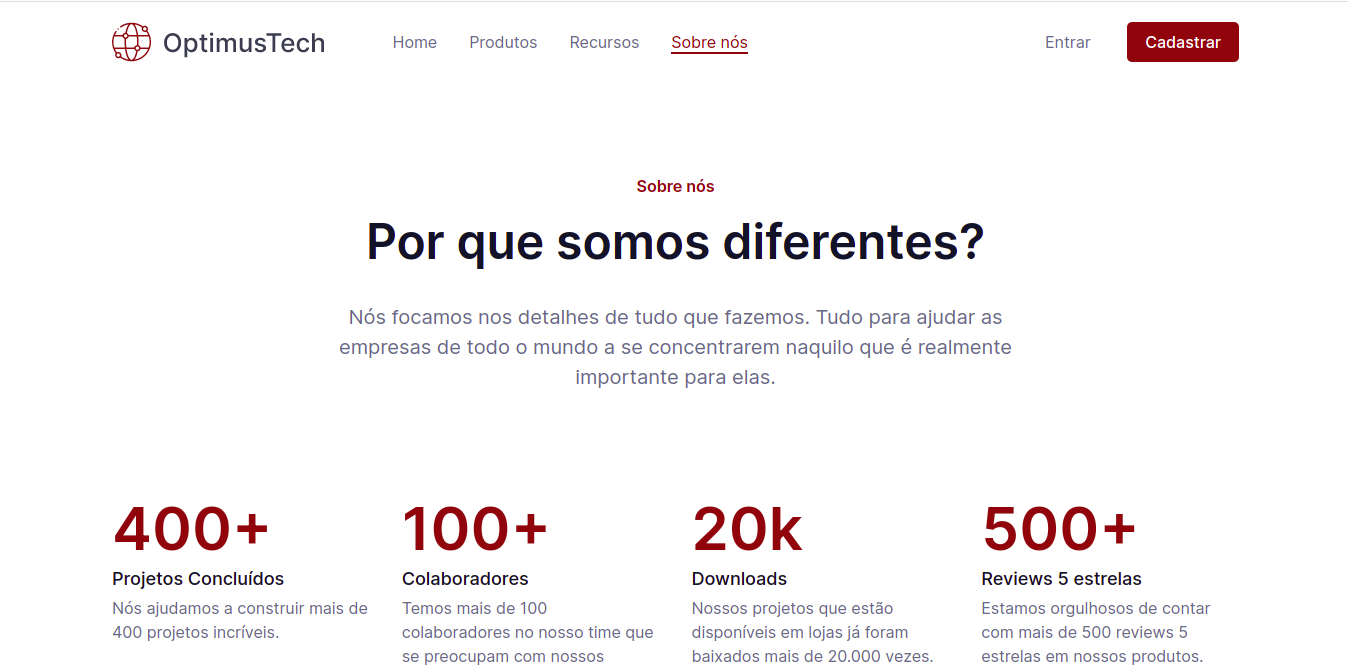 OptimusTech
Home
Produtos
Recursos
Sobre nós
Entrar
Cadastrar
Sobre nós
Por que somos diferentes?
Nós focamos nos detalhes de tudo que fazemos. Tudo para ajudar as
empresas de todo o mundo a se concentrarem naquilo que é realmente
importante para elas.
400+
Projetos Concluídos
Nós ajudamos a construir mais de
400 projetos incríveis.
100+
Colaboradores
Temos mais de 100
colaboradores no nosso time que
se preocupam com nossos
20k
Downloads
Nossos projetos que estão
disponíveis em lojas já foram
baixados mais de 20.000 vezes.
500+
Reviews 5 estrelas
Estamos orgulhosos de contar
com mais de 500 reviews 5
estrelas em nossos produtos.